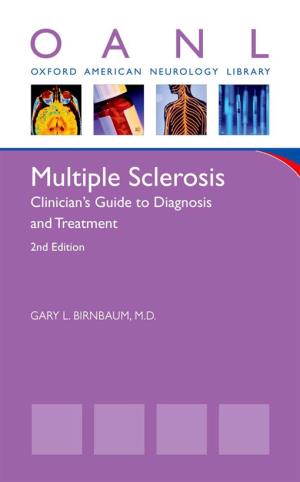 O A N L
OXFORD AMERICAN NEUROLOGY LIBRARY
Multiple Sclerosis
Clinician's Guide to Diagnosis
and Treatment
2nd Edition
GARY L. BIRNBAUM, M.D.